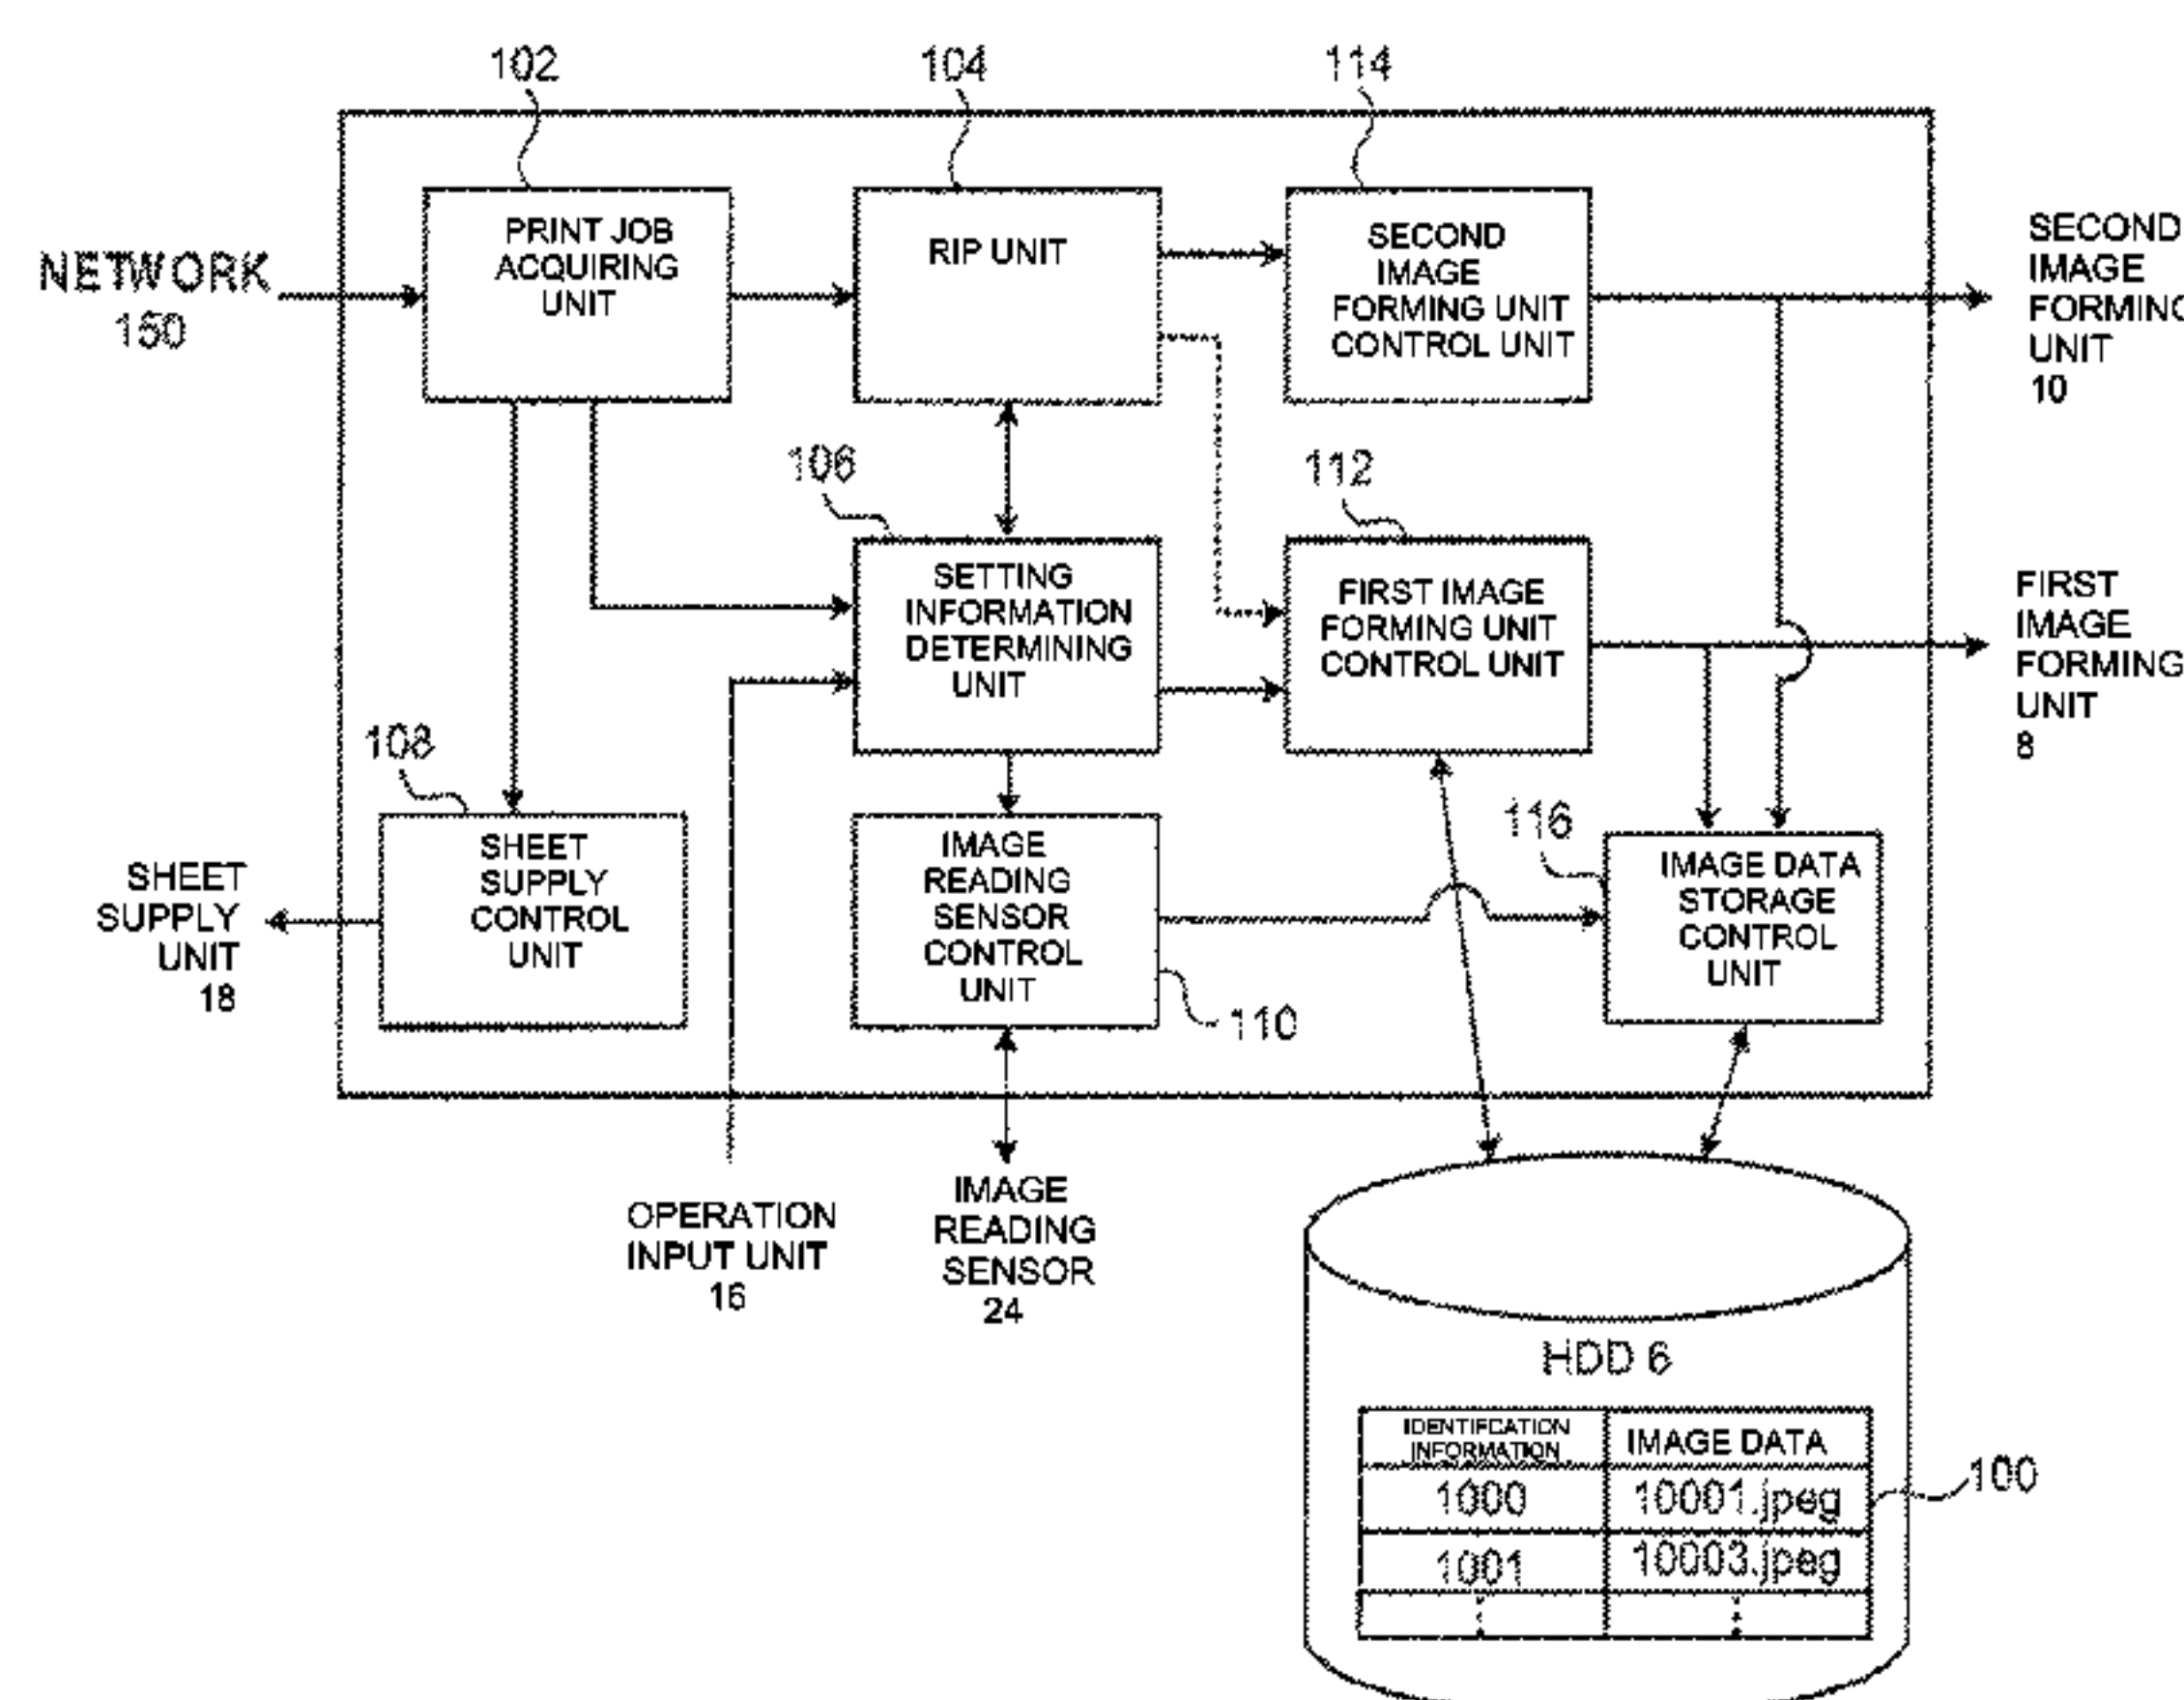 102
104
114
NETWORK
150
PRINT JOB
ACQUIRING
UNIT
RIP UNIT
SECOND
IMAGE
FORMING UNIT
CONTROL UNIT
SECOND
IMAGE
FORMING
UNIT
10
106
112
SETTING
INFORMATION
DETERMINING
UNIT
FIRST IMAGE
FORMING UNIT
CONTROL UNIT
FIRST
IMAGE
FORMING
UNIT
8
108
116
SHEET
SUPPLY
UNIT
18
SHEET
SUPPLY
CONTROL
UNIT
IMAGE
READING
SENSOR
CONTROL
UNIT
110
IMAGE DATA
STORAGE
CONTROL
UNIT
OPERATION
INPUT UNIT
16
IMAGE
READING
SENSOR
24
HDD 6
IDENTIFCATION
INFORMATION
IMAGE DATA
1000
10001.jpeg
100
1001
10003.jpeg